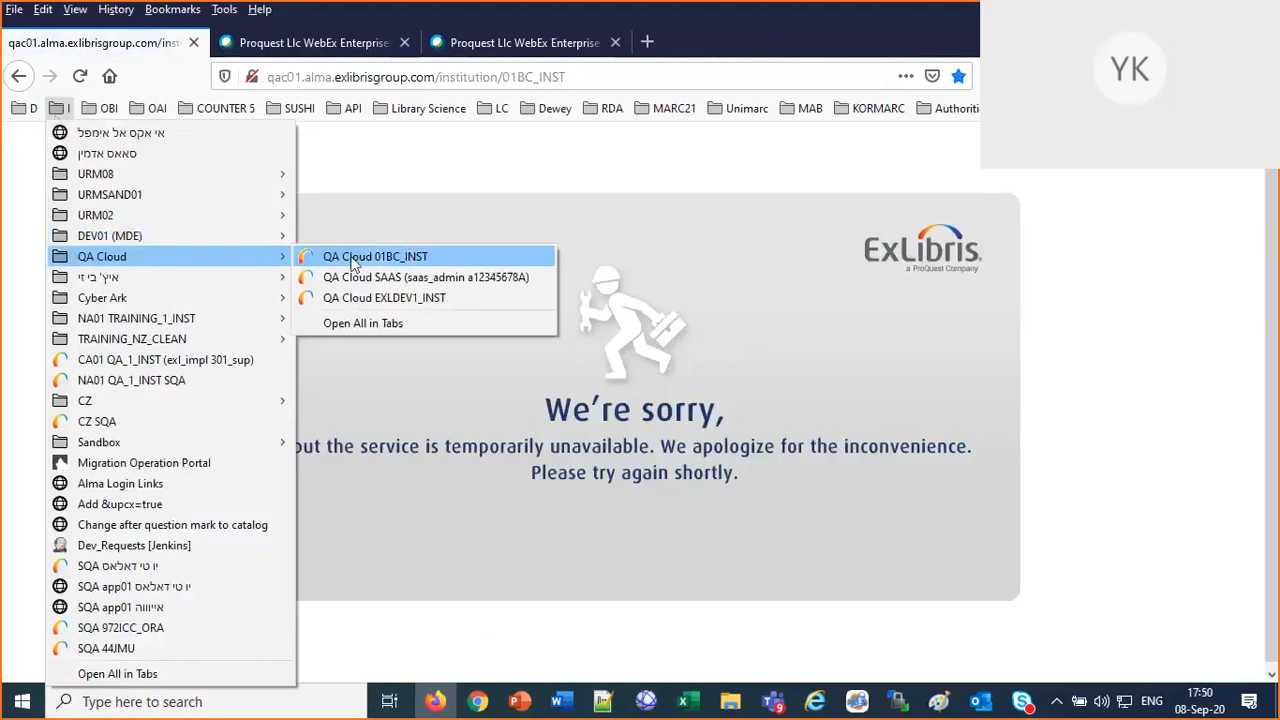 File Edit View History Bookmarks Tools Help
qac01.alma.exlibrisgroup.com/inst
Proquest Llc WebEx Enterprise
Proquest Llc WebEx Enterprise
qac01.alma.exlibrisgroup.com/institution/01BC_INST
YK
D I OBI OAI COUNTER 5 SUSHI API Library Science LC Dewey RDA MARC21 Unimarc MAB KORMARC Authoriti
אי אקס אל אימפל
סאאס אדמין
URM08
URMSAND01
URM02
DEV01 (MDE)
QA Cloud
איץ' בי זי
Cyber Ark
NA01 TRAINING_1_INST
TRAINING_NZ_CLEAN
CA01 QA_1_INST (exl_impl 301_sup)
NA01 QA_1_INST SQA
CZ
CZ SQA
Sandbox
Migration Operation Portal
Alma Login Links
Add &upcx=true
Change after question mark to catalog
Dev_Requests [Jenkins]
SQA יו טי דאלאס
SQA app01 יו טי דאלאס
SQA app01 אייווה
SQA 972ICC_ORA
SQA 44JMU
Open All in Tabs
QA Cloud 01BC_INST
QA Cloud SAAS (saas_admin a12345678A)
QA Cloud EXLDEV1_INST
Open All in Tabs
ExLibris
a ProQuest Company
We're sorry,
out the service is temporarily unavailable. We apologize for the inconvenience.
Please try again shortly.
Type here to search
ENG
17:50
08-Sep-20